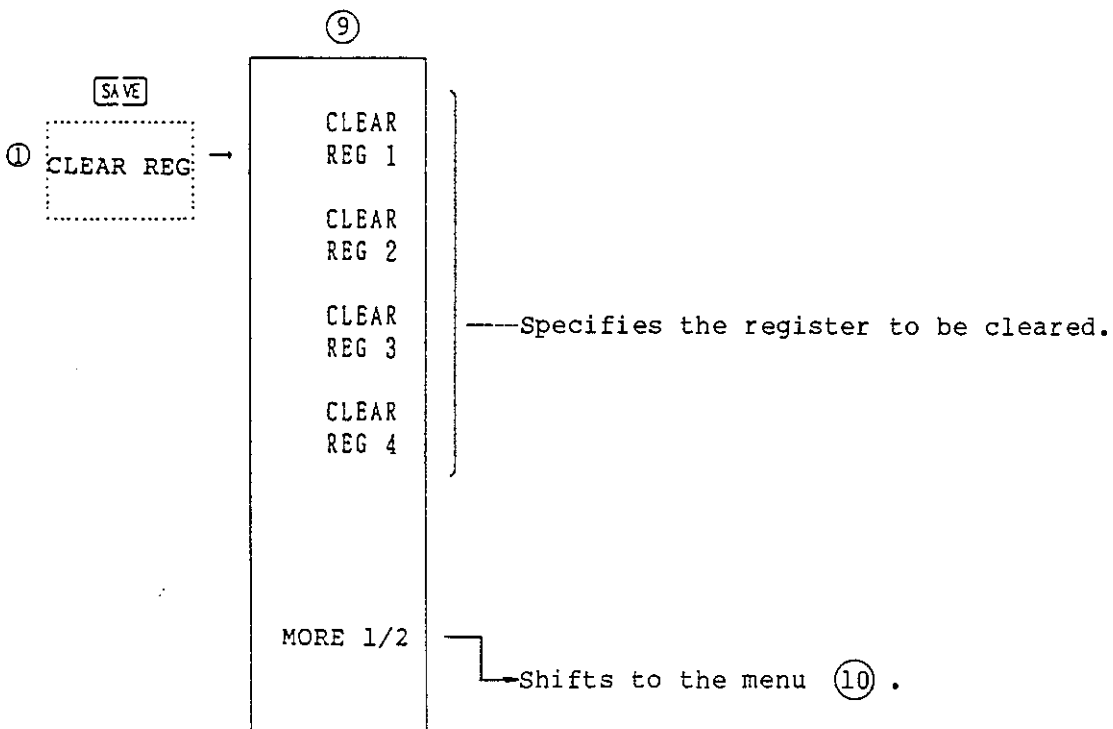 ⑨
SAVE
① CLEAR REG →
CLEAR
REG 1
CLEAR
REG 2
CLEAR
REG 3
CLEAR
REG 4
Specifies the register to be cleared.
MORE 1/2
Shifts to the menu ⑩ .